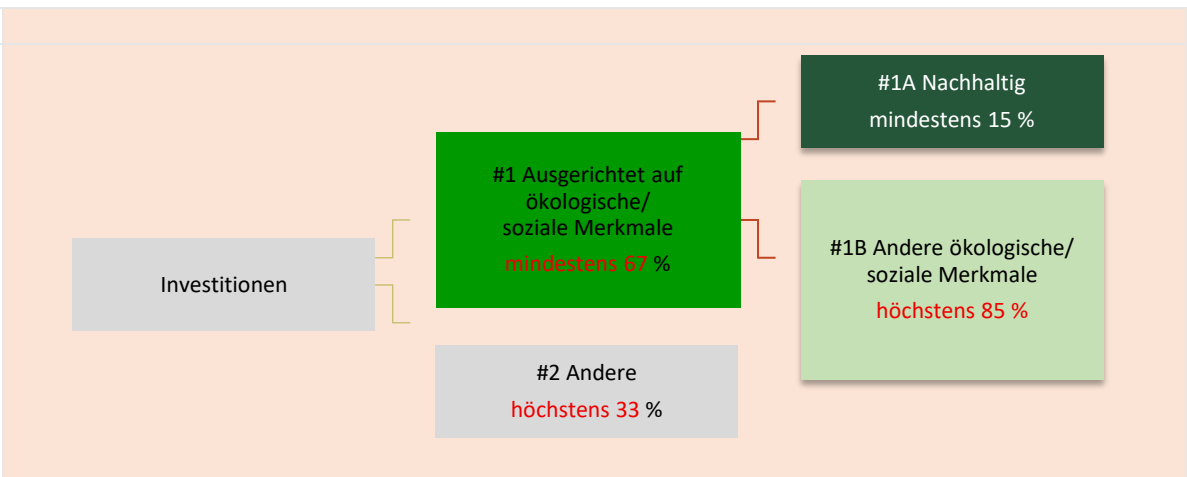 Investitionen
#1 Ausgerichtet auf
ökologische/
soziale Merkmale
mindestens 67 %
#2 Andere
höchstens 33 %
#1A Nachhaltig
mindestens 15 %
#1B Andere ökologische/
soziale Merkmale
höchstens 85 %